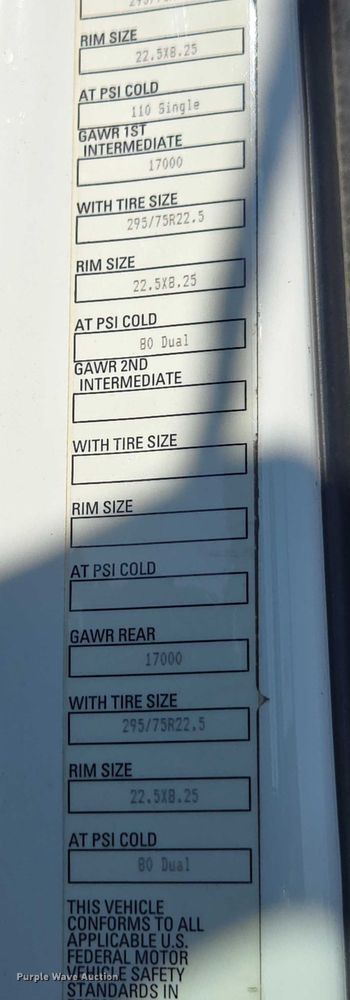 RIM SIZE
22.5X8.25
AT PSI COLD
110 Single
GAWR 1ST
INTERMEDIATE
17000
WITH TIRE SIZE
295/75R22.5
RIM SIZE
22.5X8.25
AT PSI COLD
80 Dual
GAWR 2ND
INTERMEDIATE
WITH TIRE SIZE
RIM SIZE
AT PSI COLD
GAWR REAR
17000
WITH TIRE SIZE
295/75R22.5
RIM SIZE
22.5X8.25
AT PSI COLD
80 Dual
THIS VEHICLE
CONFORMS TO ALL
APPLICABLE U.S.
FEDERAL MOTOR
VEHICLE SAFETY
STANDARDS IN
Purple Wave Auction